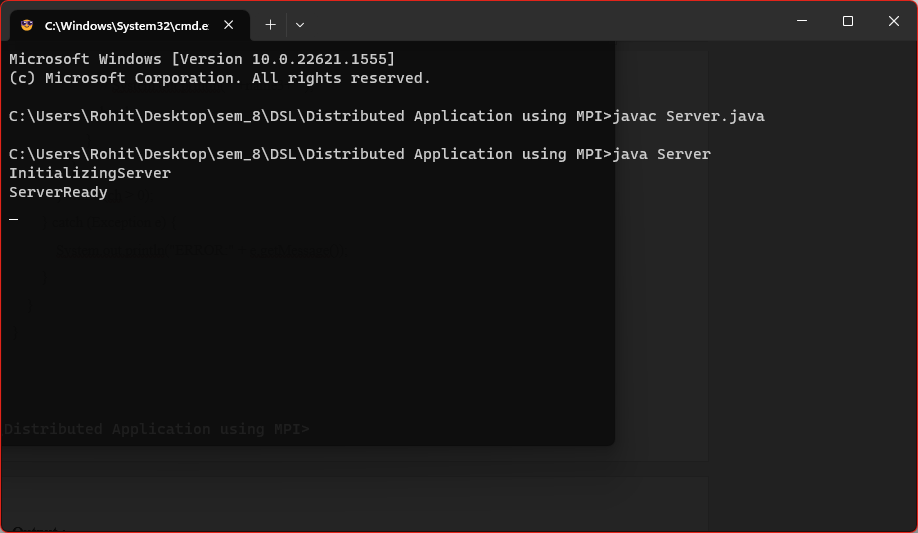 C:\Windows\System32\cmd.e
Microsoft Windows [Version 10.0.22621.1555]
(c) Microsoft Corporation. All rights reserved.
C:\Users\Rohit\Desktop\sem_8\DSL\Distributed Application using MPI>javac Server.java
C:\Users\Rohit\Desktop\sem_8\DSL\Distributed Application using MPI>java Server
InitializingServer
ServerReady
Distributed Application using MPI>